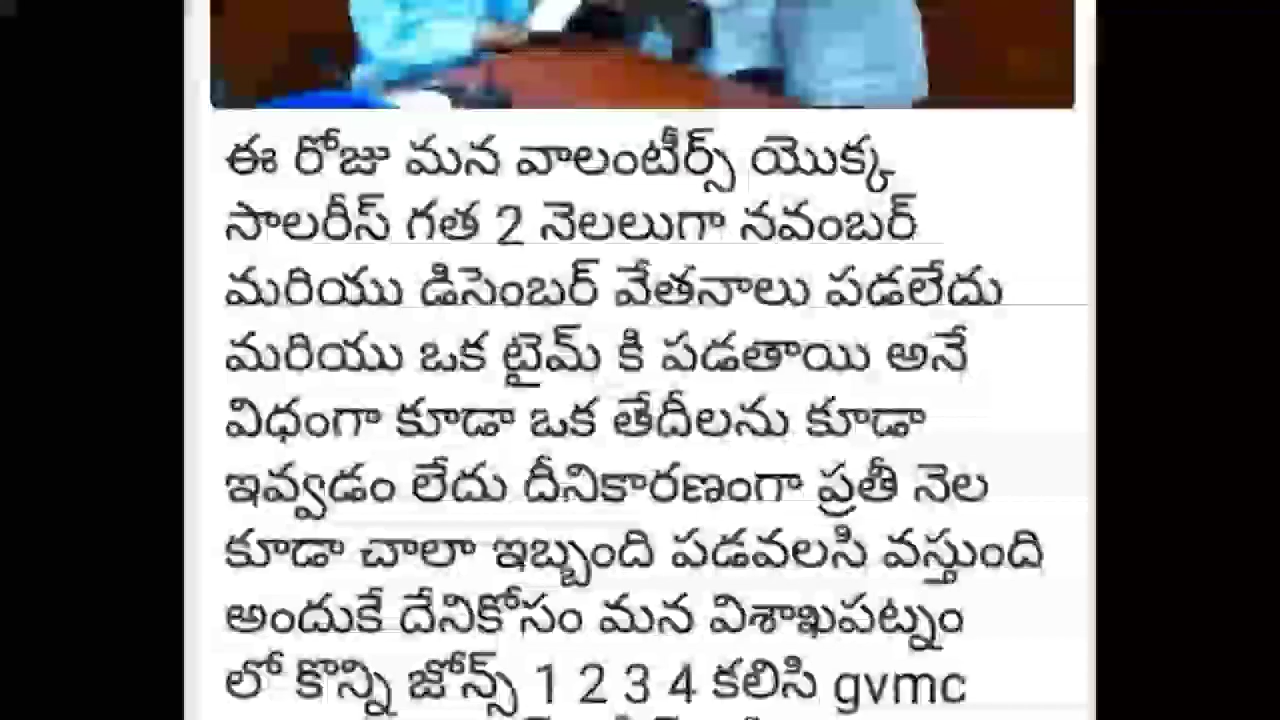 ఈ రోజు మన వాలంటీర్స్ యొక్క
సాలరీస్ గత 2 నెలలుగా నవంబర్
మరియు డిసెంబర్ వేతనాలు పడలేదు
మరియు ఒక టైమ్ కి పడతాయి అనే
విధంగా కూడా ఒక తేదీలను కూడా
ఇవ్వడం లేదు దీనికారణంగా ప్రతీ నెల
కూడా చాలా ఇబ్బంది పడవలసి వస్తుంది
అందుకే దేనికోసం మన విశాఖపట్నం
లో కొన్ని జోన్స్ 1 2 3 4 కలిసి gvmc